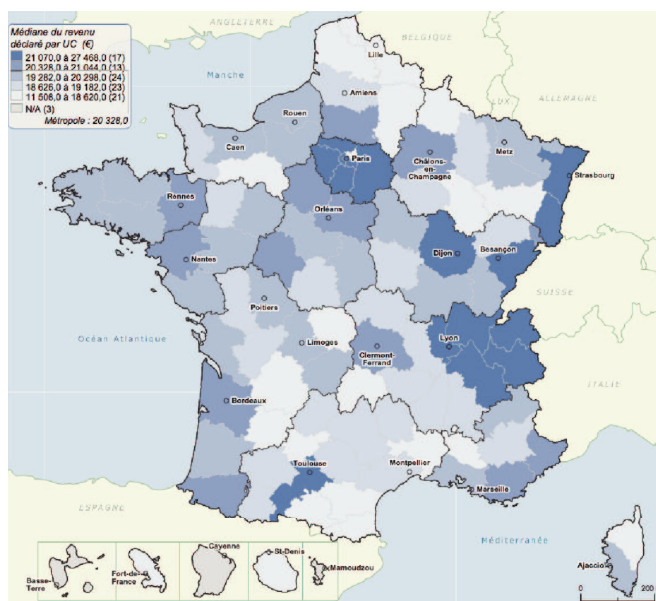 Médiane du revenu
déclaré par UC (€)
21 070,0 à 27 468,0 (17)
20 328,0 à 21 044,0 (13)
19 282,0 à 20 298,0 (24)
18 626,0 à 19 182,0 (23)
11 506,0 à 18 620,0 (21)
N/A (3)
Métropole : 20 328,0
ANGLETERRE
BELGIQUE
LUX
ALLEMAGNE
Manche
Lille
Amiens
Rouen
Caen
Paris
Châlons-
en-
Champagne
Metz
Strasbourg
Rennes
Orléans
Nantes
Dijon
Besançon
SUISSE
Poitiers
Océan Atlantique
Limoges
Clermont-
Ferrand
Lyon
ITALIE
Bordeaux
Toulouse
Montpellier
Marseille
ESPAGNE
Méditerranée
Ajaccio
Basse-
Terre
Fort-de-
France
Cayenne
St-Denis
Mamoudzou
0
200